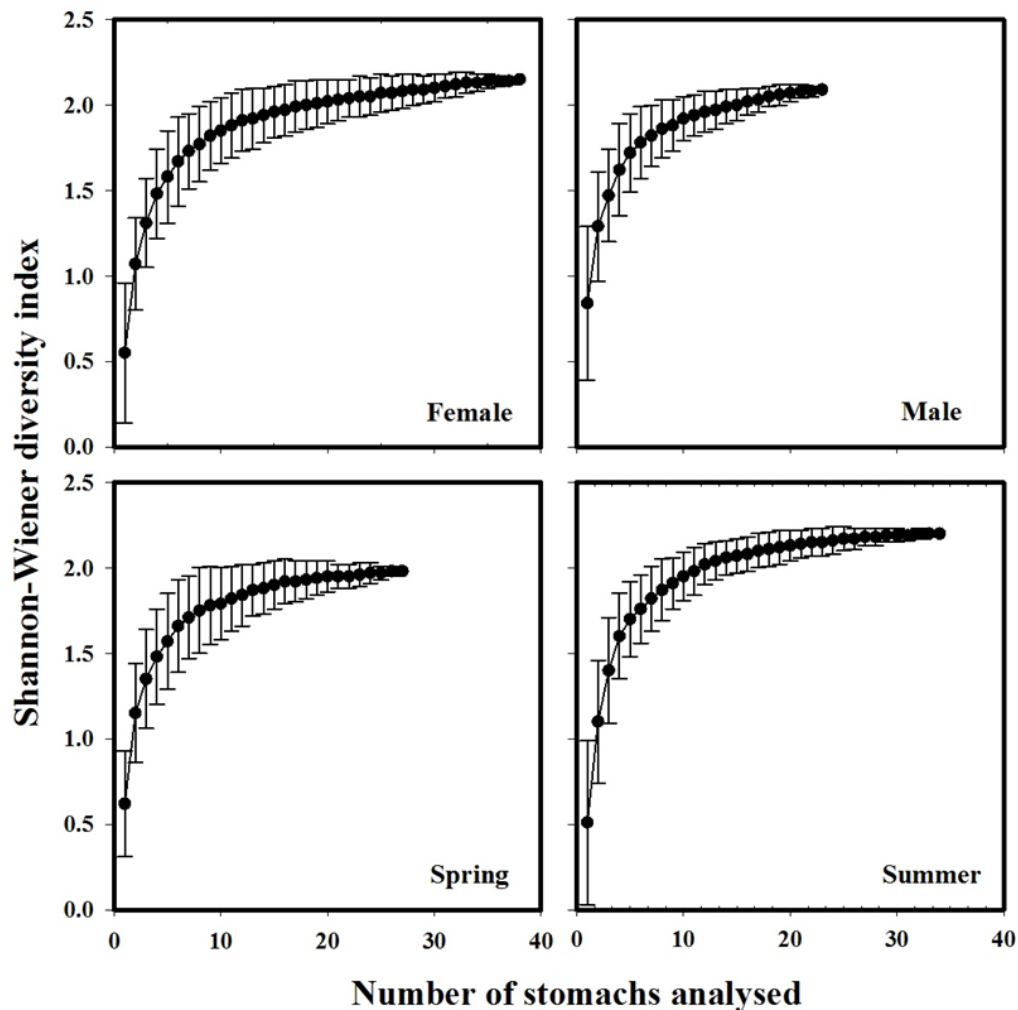 Shannon-Wiener diversity index
2.5
2.0
1.5
1.0
0.5
0.0
Female
Male
2.5
2.0
1.5
1.0
0.5
0.0
Spring
Summer
0 10 20 30 40
0 10 20 30 40
Number of stomachs analysed